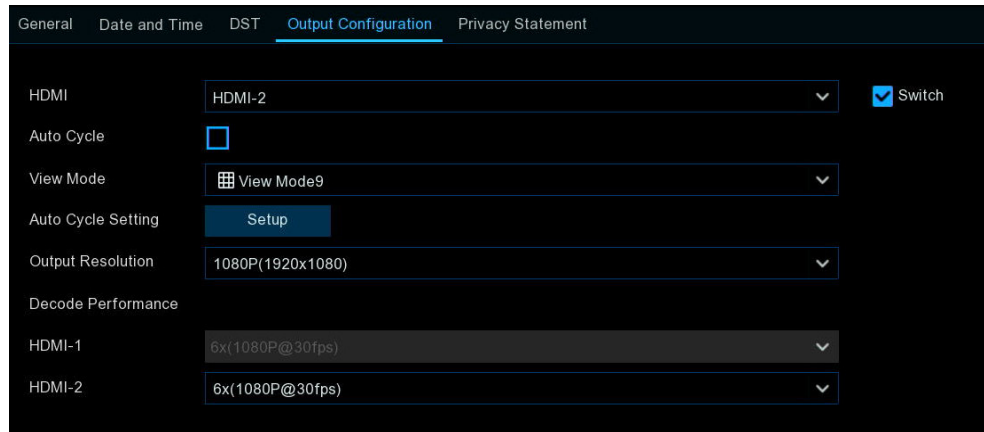 General Date and Time DST Output Configuration Privacy Statement
HDMI HDMI-2 Switch
Auto Cycle
View Mode View Mode9
Auto Cycle Setting Setup
Output Resolution 1080P(1920x1080)
Decode Performance
HDMI-1 6x(1080P@30fps)
HDMI-2 6x(1080P@30fps)